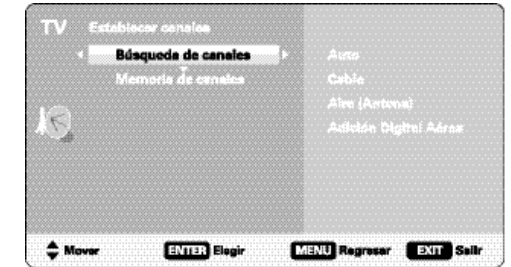 TV
Establecer canales
Búsqueda de canales
Memoria de canales
Auto
Cable
Aire (Antena)
Adición Digital Aérea
Mover
ENTER Elegir
MENU Regresar
EXIT Salir